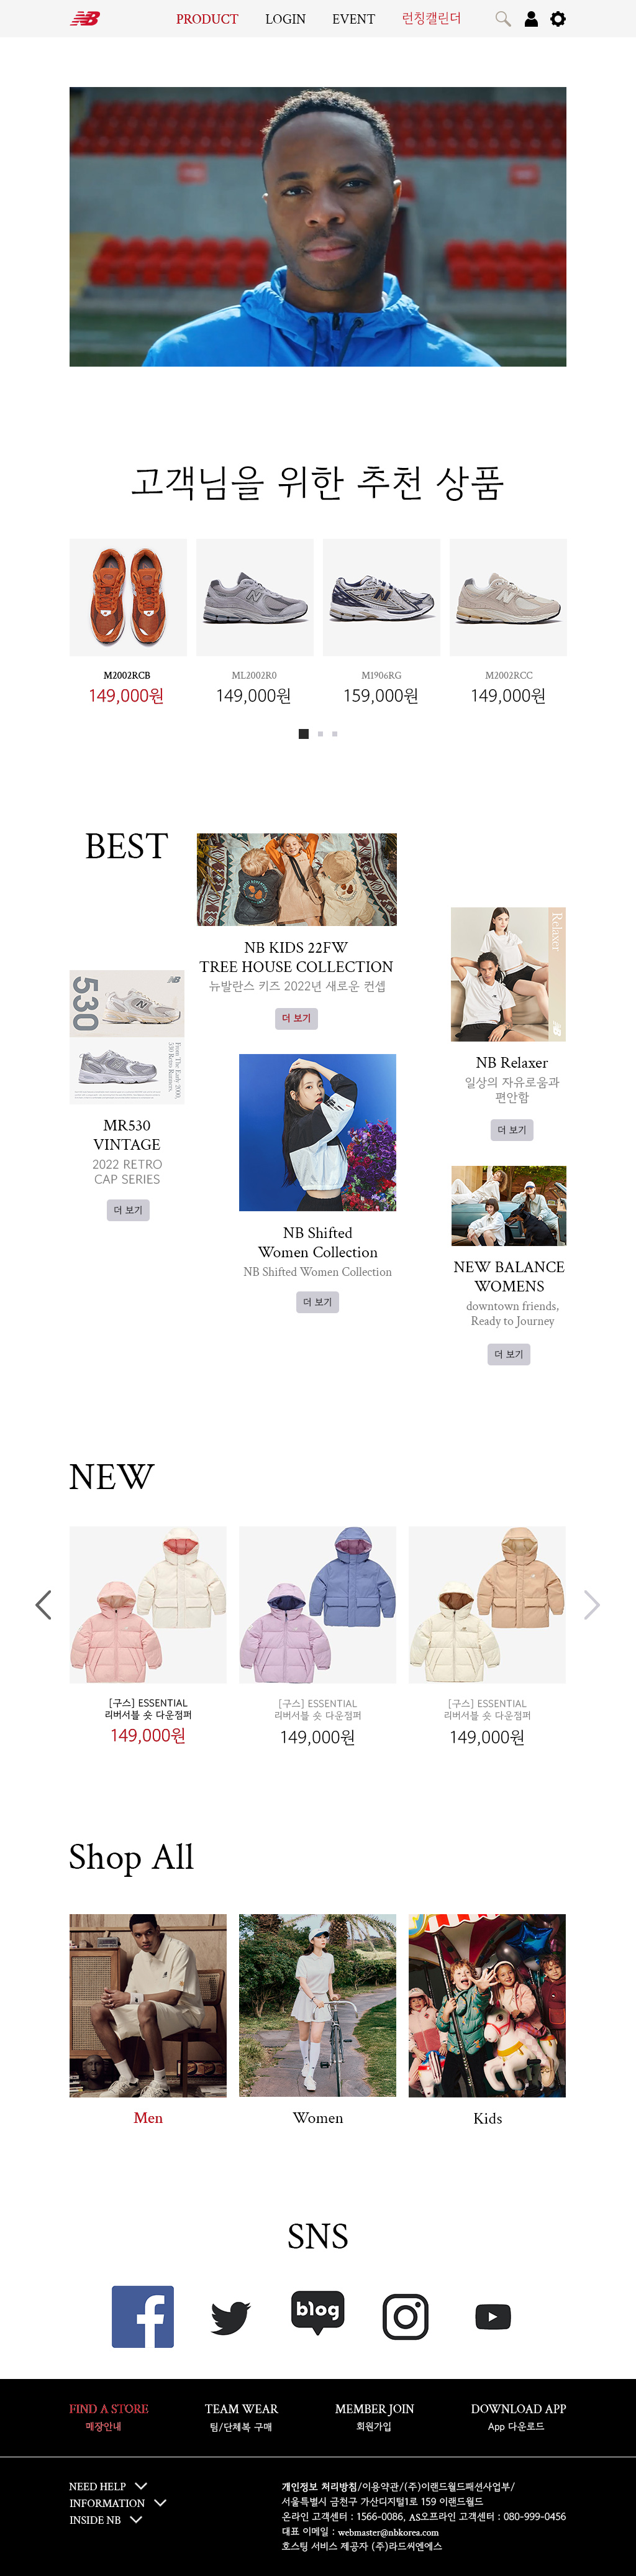 NB
PRODUCT
LOGIN
EVENT
런칭캘린더
고객님을 위한 추천 상품
M2002RCB
149,000원
ML2002R0
149,000원
M1906RG
159,000원
M2002RCC
149,000원
BEST
NB KIDS 22FW
TREE HOUSE COLLECTION
뉴발란스 키즈 2022년 새로운 컨셉
더 보기
Relaxer
NB Relaxer
일상의 자유로움과
편안함
더 보기
530
From The Early 2000,
530 Retro Runners.
MR530
VINTAGE
2022 RETRO
CAP SERIES
더 보기
NB Shifted
Women Collection
NB Shifted Women Collection
더 보기
NEW BALANCE
WOMENS
downtown friends,
Ready to Journey
더 보기
NEW
[구스] ESSENTIAL
리버서블 숏 다운점퍼
149,000원
[구스] ESSENTIAL
리버서블 숏 다운점퍼
149,000원
[구스] ESSENTIAL
리버서블 숏 다운점퍼
149,000원
Shop All
Men
Women
Kids
SNS
blog
FIND A STORE
매장안내
TEAM WEAR
팀/단체복 구매
MEMBER JOIN
회원가입
DOWNLOAD APP
App 다운로드
NEED HELP
INFORMATION
INSIDE NB
개인정보 처리방침/이용약관/(주)이랜드월드패션사업부/
서울특별시 금천구 가산디지털1로 159 이랜드월드
온라인 고객센터 : 1566-0086, AS오프라인 고객센터 : 080-999-0456
대표 이메일 : webmaster@nbkorea.com
호스팅 서비스 제공자 (주)라드씨엔에스